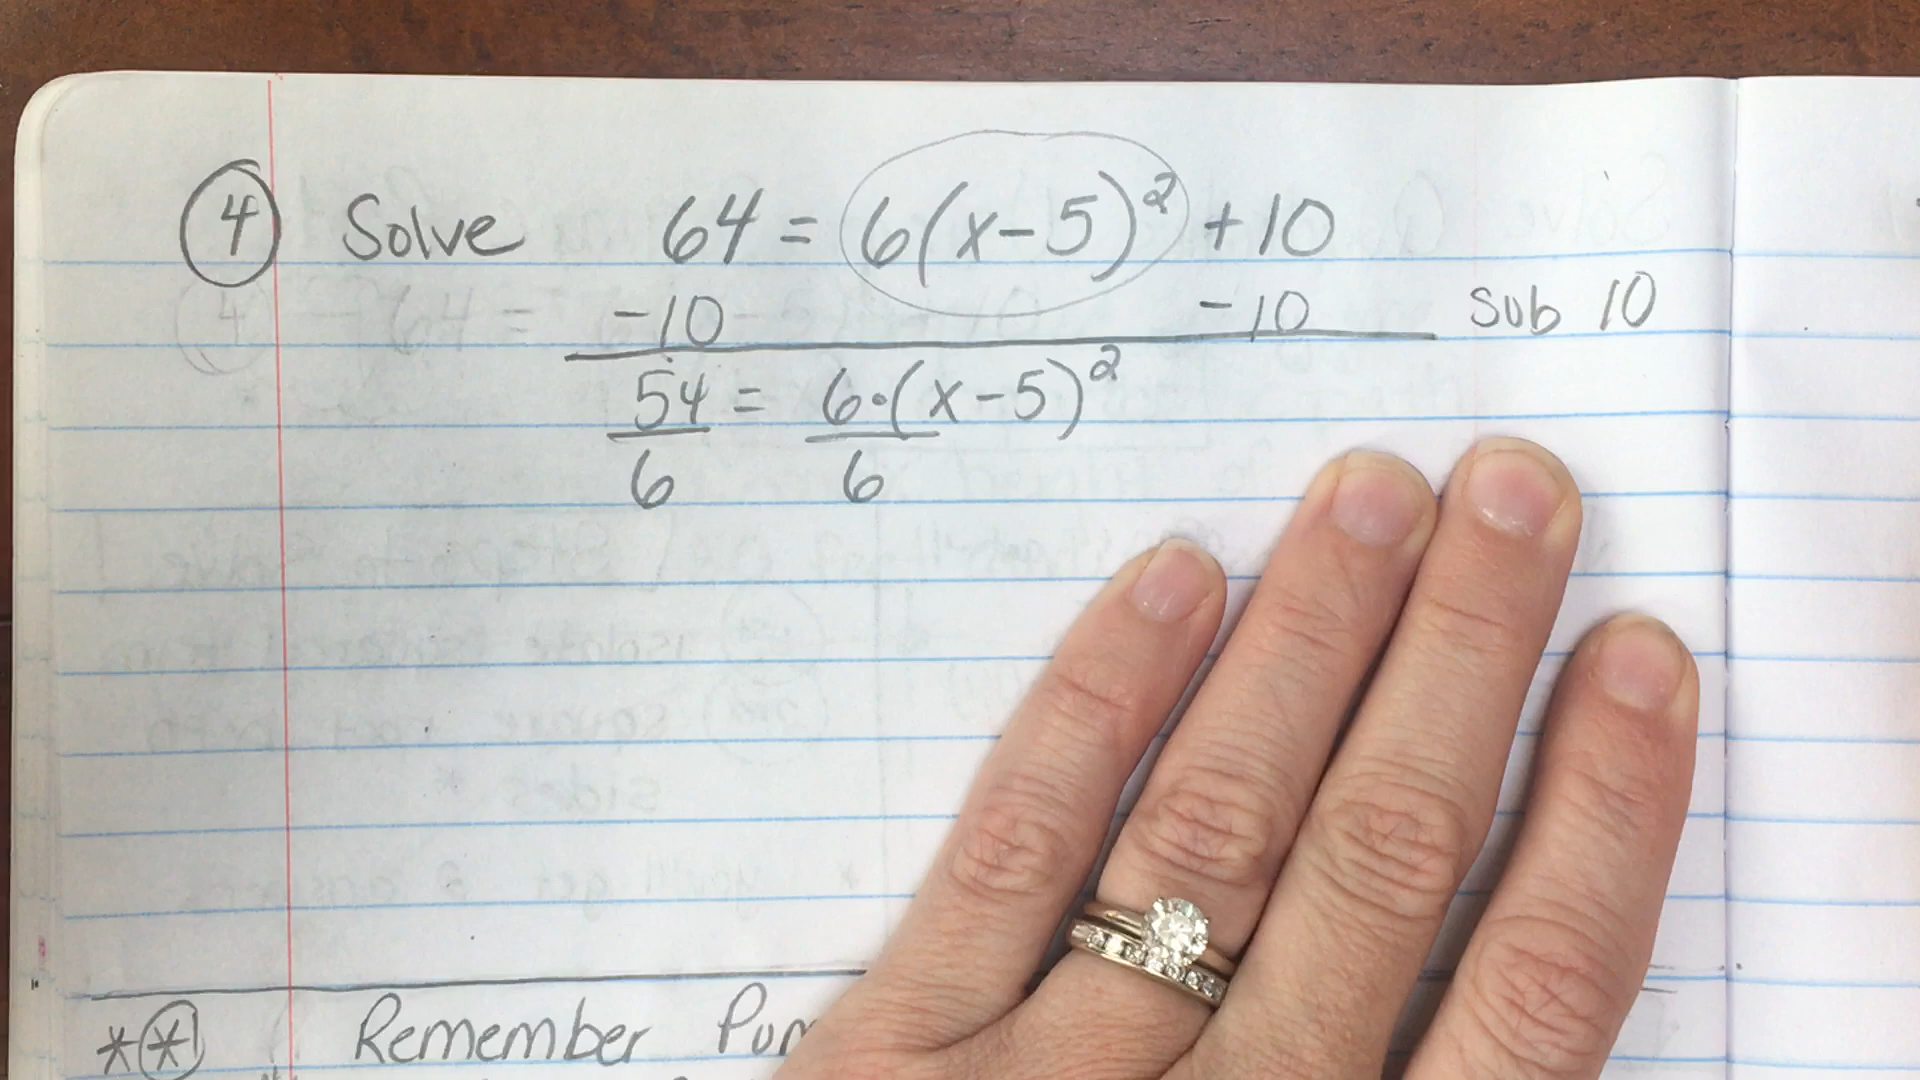 4 Solve 64 = 6(x-5)² +10
-10 -10 sub 10
54 = 6·(x-5)²
6 6
** Remember